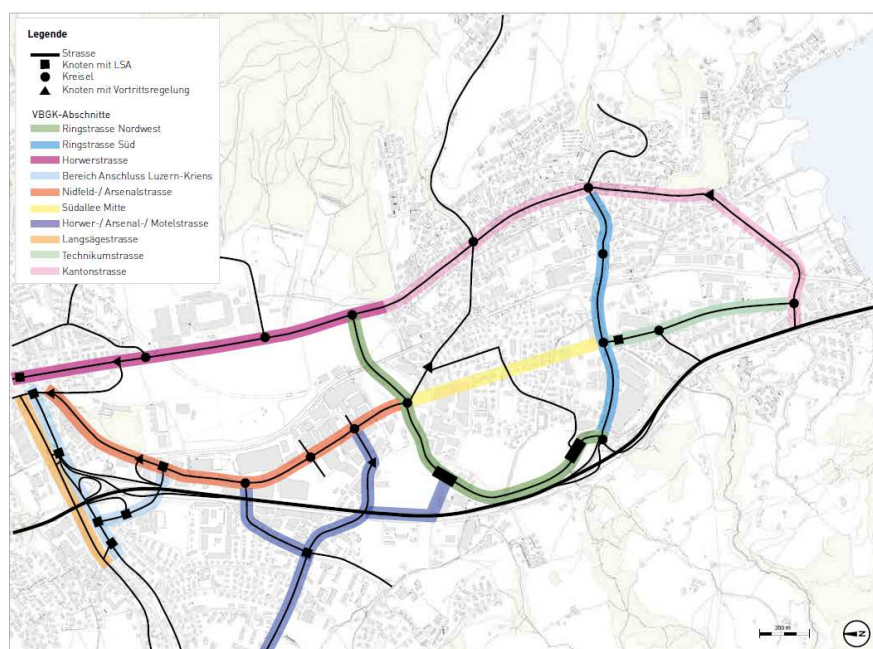 Legende
Strasse
Knoten mit LSA
Kreisel
Knoten mit Vortrittsregelung
VBGK-Abschnitte
Ringstrasse Nordwest
Ringstrasse Süd
Horwerstrasse
Bereich Anschluss Luzern-Kriens
Nidfeld-/ Arsenalstrasse
Südallee Mitte
Horwer-/ Arsenal-/ Motelstrasse
Langsägestrasse
Technikumstrasse
Kantonstrasse
200 m
N